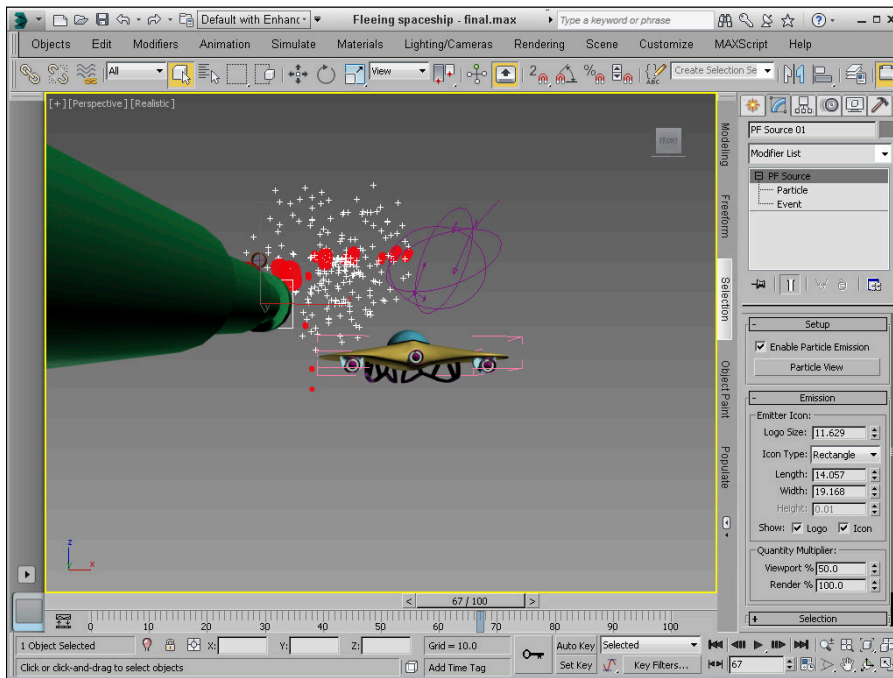 Default with Enhanc
Fleeing spaceship - final.max
Type a keyword or phrase
Objects Edit Modifiers Animation Simulate Materials Lighting/Cameras Rendering Scene Customize MAXScript Help
All
View
2
%
ABC
Create Selection Se
[+] [Perspective] [Realistic]
FRONT
y
z
x
Modeling
Freeform
Selection
Object Paint
Populate
PF Source 01
Modifier List
PF Source
Particle
Event
- Setup
Enable Particle Emission
Particle View
- Emission
Emitter Icon:
Logo Size: 11.629
Icon Type: Rectangle
Length: 14.057
Width: 19.168
Height: 0.01
Show: Logo Icon
Quantity Multiplier:
Viewport % 50.0
Render % 100.0
+ Selection
< 67 / 100 >
0 10 20 30 40 50 60 70 80 90 100
1 Object Selected X: Y: Z: Grid = 10.0 Auto Key Selected
Click or click-and-drag to select objects Add Time Tag Set Key Key Filters... 67